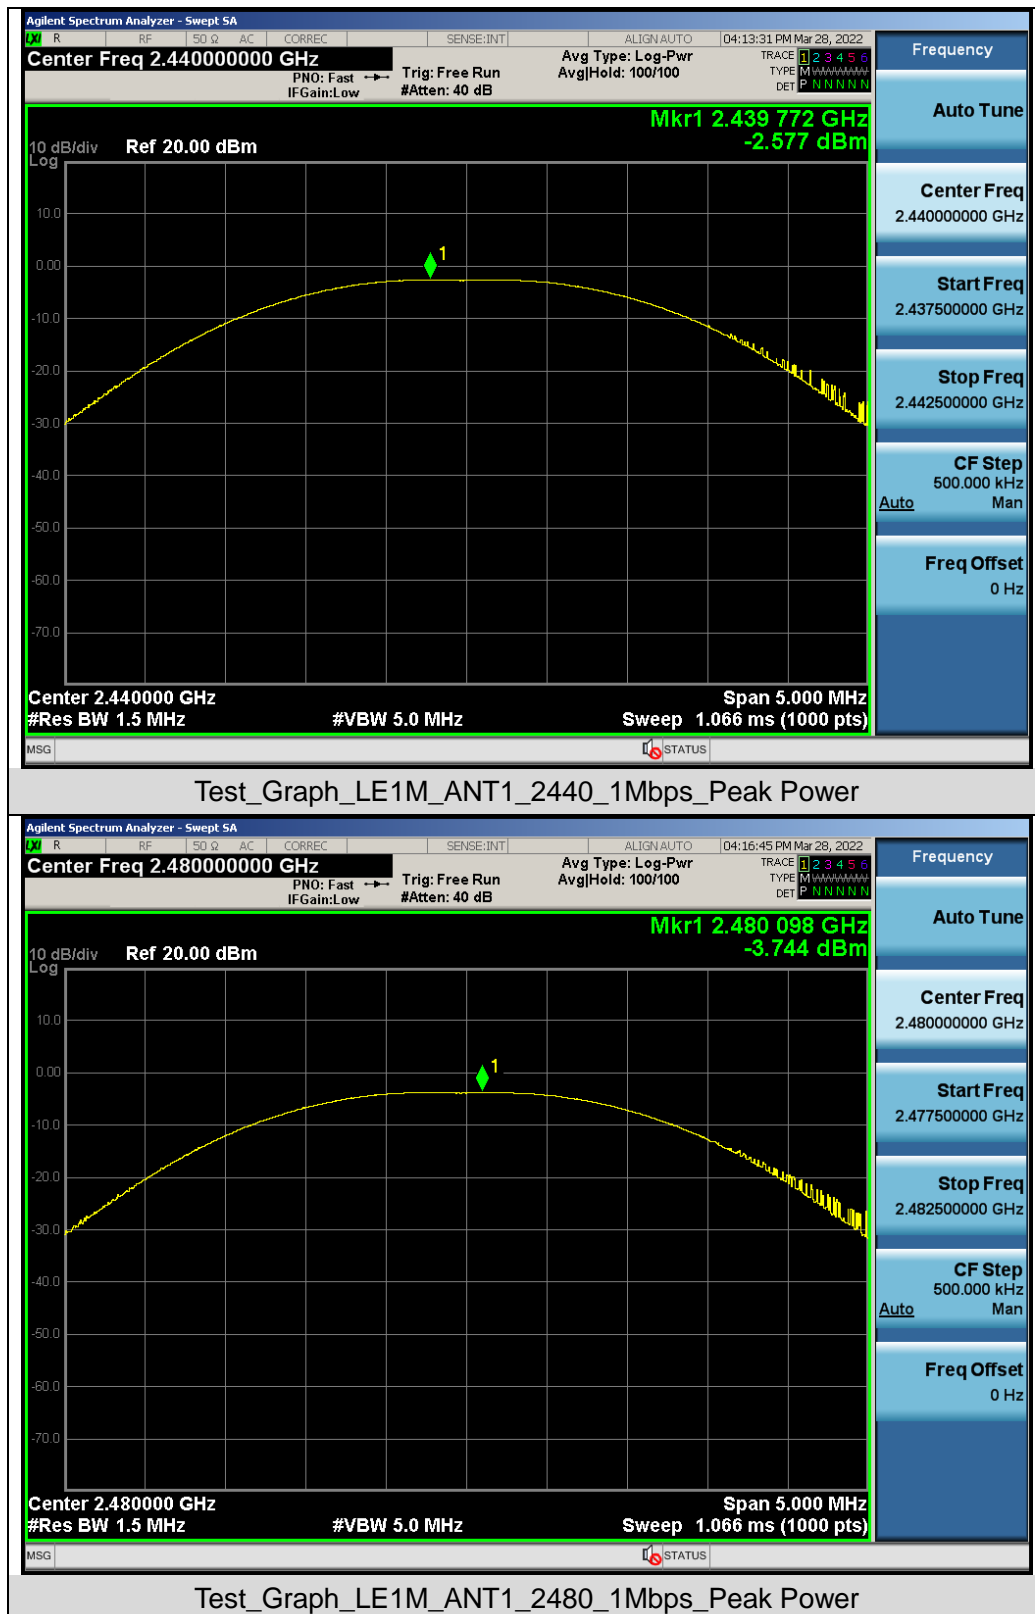 Agilent Spectrum Analyzer - Swept SA
LXI R RF 50 Ω AC CORREC SENSE:INT ALIGN AUTO 04:13:31 PM Mar 28, 2022
Center Freq 2.440000000 GHz
PNO: Fast
IFGain:Low
Trig: Free Run
#Atten: 40 dB
Avg Type: Log-Pwr
Avg|Hold: 100/100
TRACE 1 2 3 4 5 6
TYPE M
DET P N N N N N
Mkr1 2.439 772 GHz
-2.577 dBm
10 dB/div Ref 20.00 dBm
Log
10.0
0.00
-10.0
-20.0
-30.0
-40.0
-50.0
-60.0
-70.0
1
Center 2.440000 GHz Span 5.000 MHz
#Res BW 1.5 MHz #VBW 5.0 MHz Sweep 1.066 ms (1000 pts)
MSG STATUS
Frequency
Auto Tune
Center Freq
2.440000000 GHz
Start Freq
2.437500000 GHz
Stop Freq
2.442500000 GHz
CF Step
500.000 kHz
Auto Man
Freq Offset
0 Hz
Test_Graph_LE1M_ANT1_2440_1Mbps_Peak Power
Agilent Spectrum Analyzer - Swept SA
LXI R RF 50 Ω AC CORREC SENSE:INT ALIGN AUTO 04:16:45 PM Mar 28, 2022
Center Freq 2.480000000 GHz
PNO: Fast
IFGain:Low
Trig: Free Run
#Atten: 40 dB
Avg Type: Log-Pwr
Avg|Hold: 100/100
TRACE 1 2 3 4 5 6
TYPE M
DET P N N N N N
Mkr1 2.480 098 GHz
-3.744 dBm
10 dB/div Ref 20.00 dBm
Log
10.0
0.00
-10.0
-20.0
-30.0
-40.0
-50.0
-60.0
-70.0
1
Center 2.480000 GHz Span 5.000 MHz
#Res BW 1.5 MHz #VBW 5.0 MHz Sweep 1.066 ms (1000 pts)
MSG STATUS
Frequency
Auto Tune
Center Freq
2.480000000 GHz
Start Freq
2.477500000 GHz
Stop Freq
2.482500000 GHz
CF Step
500.000 kHz
Auto Man
Freq Offset
0 Hz
Test_Graph_LE1M_ANT1_2480_1Mbps_Peak Power